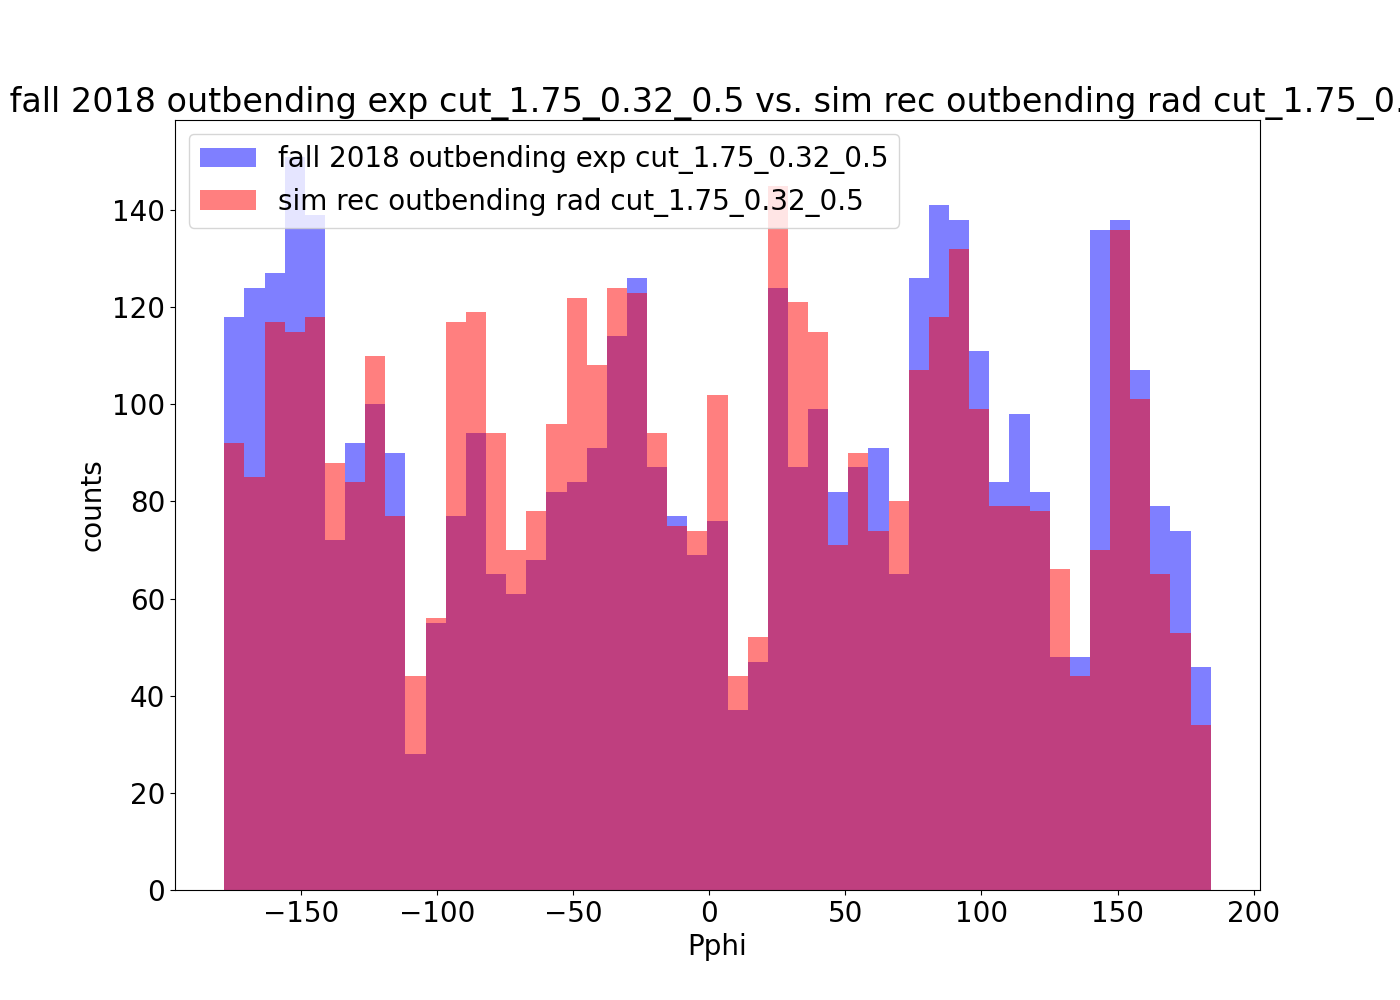 fall 2018 outbending exp cut_1.75_0.32_0.5 vs. sim rec outbending rad cut_1.75_0.
fall 2018 outbending exp cut_1.75_0.32_0.5
sim rec outbending rad cut_1.75_0.32_0.5
140
120
100
80
60
40
20
0
counts
−150 −100 −50 0 50 100 150 200
Pphi